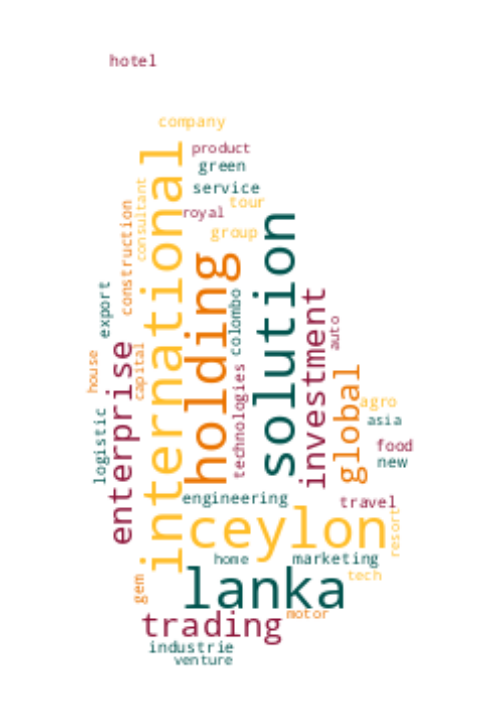 hotel
company
product
green
service
tour
royal
group
international
consultant
construction
holding
solution
colombo
export
investment
auto
enterprise
capital
house
technologies
global
agro
asia
logistic
food
new
engineering
travel
ceylon
resort
home
marketing
lanka
tech
gem
motor
trading
industrie
venture